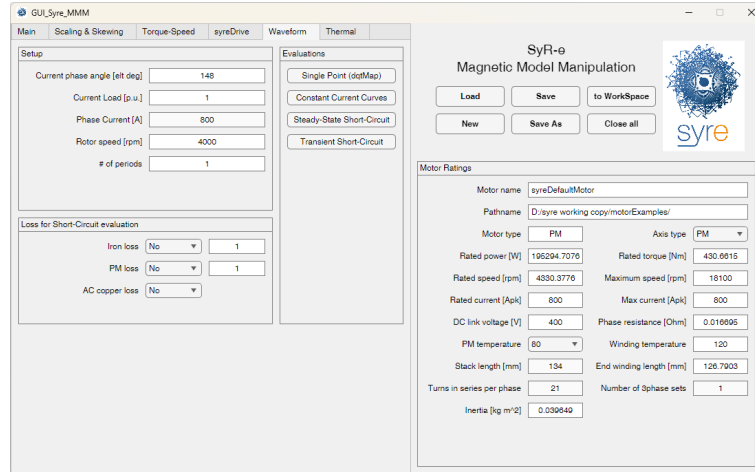 GUI_Syre_MMM
Main Scaling & Skewing Torque-Speed syreDrive Waveform Thermal
Setup
Current phase angle [elt deg] 148
Current Load [p.u.] 1
Phase Current [A] 800
Rotor speed [rpm] 4000
# of periods 1
Evaluations
Single Point (dqtMap)
Constant Current Curves
Steady-State Short-Circuit
Transient Short-Circuit
Loss for Short-Circuit evaluation
Iron loss No 1
PM loss No 1
AC copper loss No
SyR-e
Magnetic Model Manipulation
Load Save to WorkSpace
New Save As Close all
syre
Motor Ratings
Motor name syreDefaultMotor
Pathname D:/syre working copy/motorExamples/
Motor type PM Axis type PM
Rated power [W] 195294.7076 Rated torque [Nm] 430.6615
Rated speed [rpm] 4330.3776 Maximum speed [rpm] 18100
Rated current [Apk] 800 Max current [Apk] 800
DC link voltage [V] 400 Phase resistance [Ohm] 0.016695
PM temperature 80 Winding temperature 120
Stack length [mm] 134 End winding length [mm] 126.7903
Turns in series per phase 21 Number of 3phase sets 1
Inertia [kg m^2] 0.039649